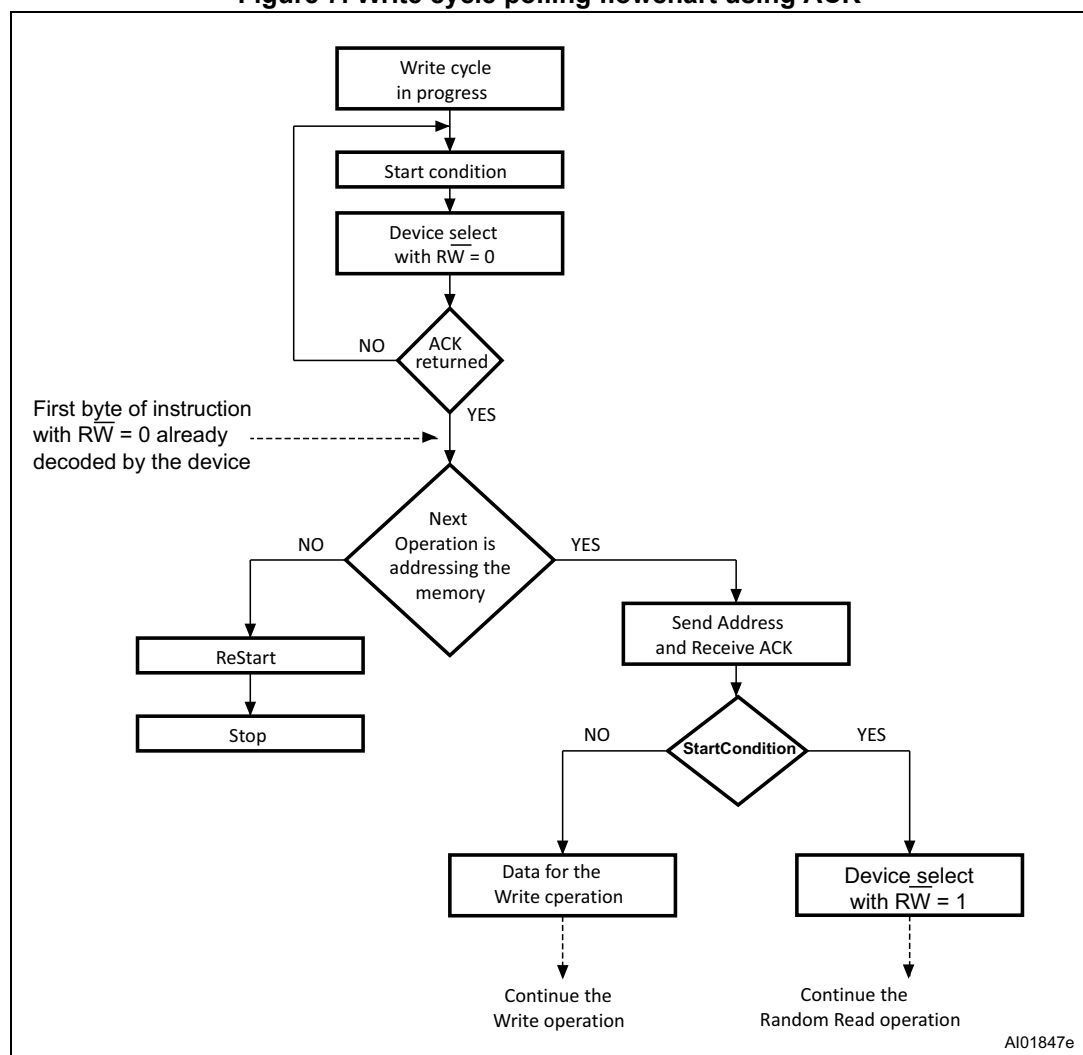 Figure 7. Write cycle polling flowchart using ACK
Write cycle
in progress
Start condition
Device select
with RW̅ = 0
NO
ACK
returned
YES
First byte of instruction
with RW̅ = 0 already
decoded by the device
NO
Next
Operation is
addressing the
memory
YES
Send Address
and Receive ACK
ReStart
Stop
NO
StartCondition
YES
Data for the
Write cperation
Device select
with RW̅ = 1
Continue the
Write operation
Continue the
Random Read operation
AI01847e